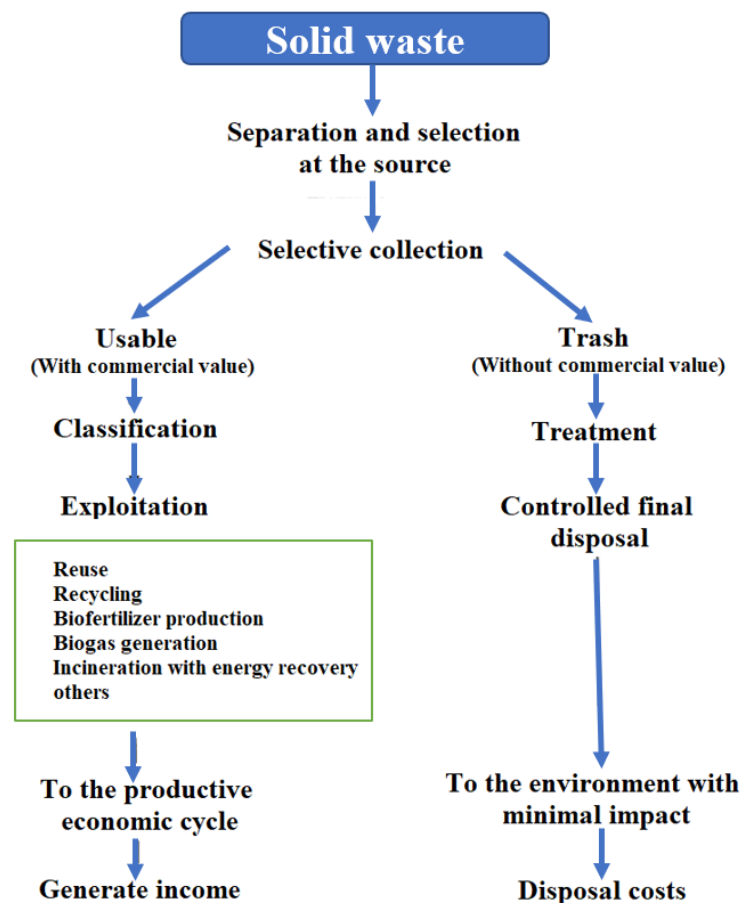 Solid waste
Separation and selection
at the source
Selective collection
Usable
(With commercial value)
Classification
Exploitation
Reuse
Recycling
Biofertilizer production
Biogas generation
Incineration with energy recovery
others
To the productive
economic cycle
Generate income
Trash
(Without commercial value)
Treatment
Controlled final
disposal
To the environment with
minimal impact
Disposal costs